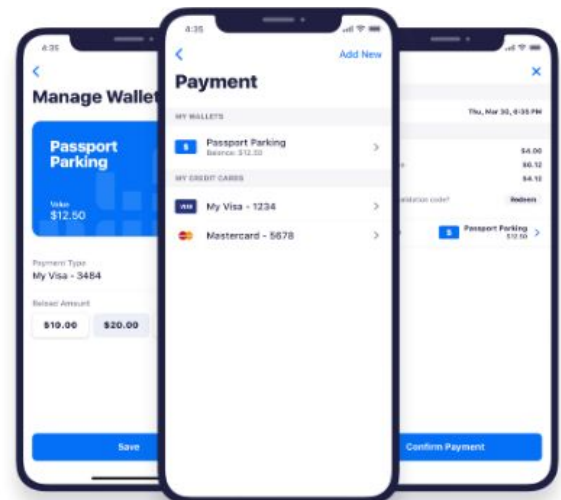 4:35
Manage Wallet
Passport
Parking
Value
$12.50
Payment Type
My Visa - 3484
Reload Amount
$10.00
$20.00
Save
4:35
Add New
Payment
MY WALLETS
Passport Parking
Balance: $12.50
MY CREDIT CARDS
VISA
My Visa - 1234
Mastercard - 5678
Thu, Mar 30, 6:35 PM
$4.00
$0.12
$4.12
validation code?
Redeem
Passport Parking
$12.50
Confirm Payment